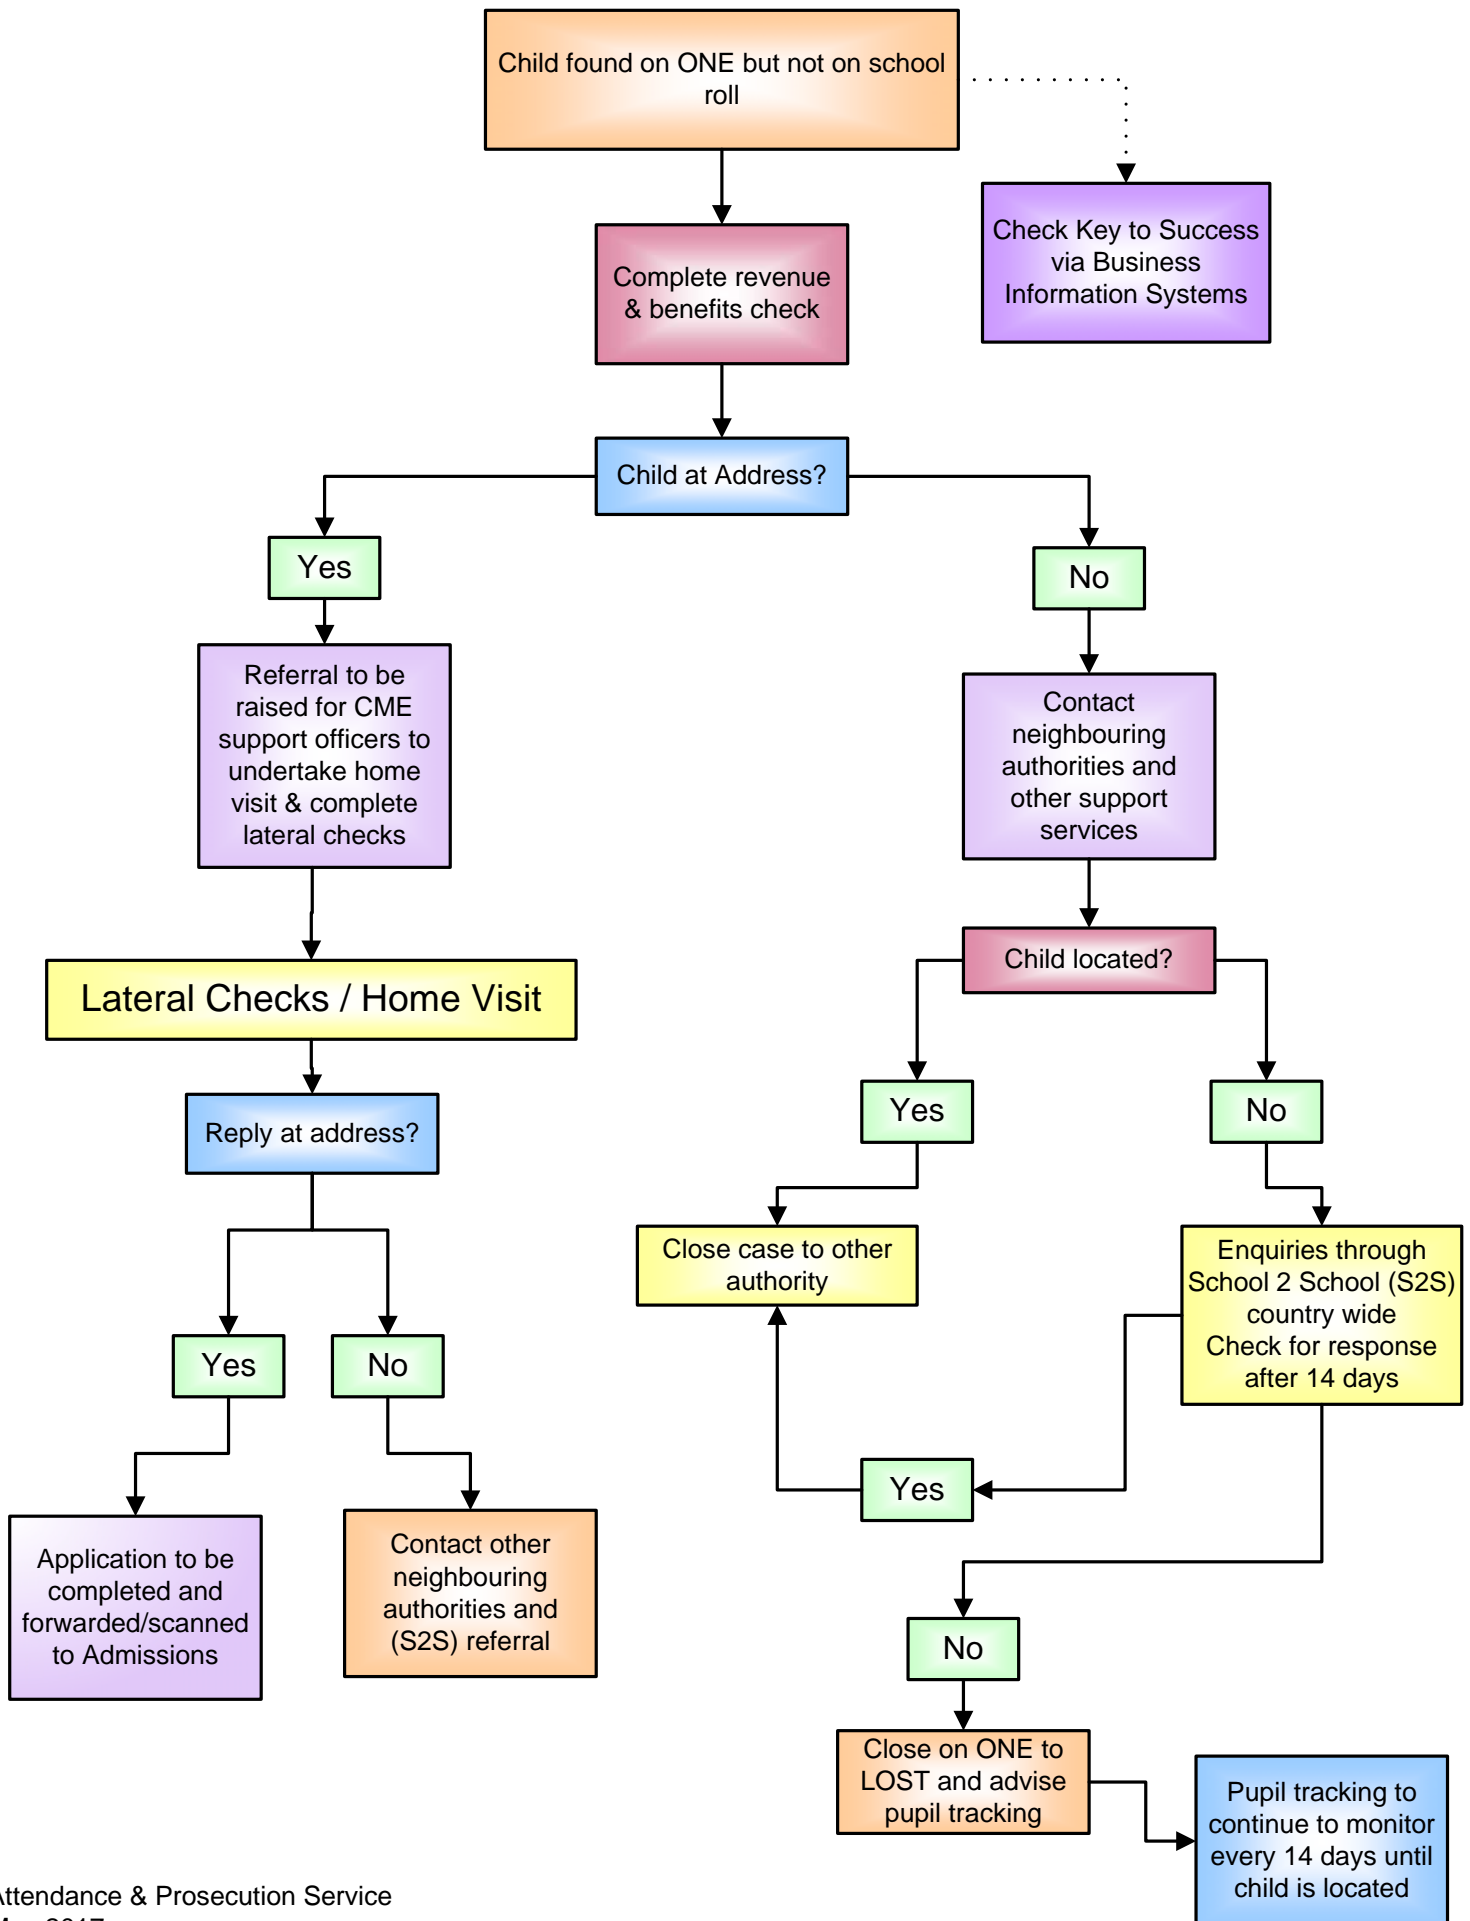 Child found on ONE but not on school
roll
Check Key to Success
via Business
Information Systems
Complete revenue
& benefits check
Child at Address?
Yes
No
Referral to be
raised for CME
support officers to
undertake home
visit & complete
lateral checks
Contact
neighbouring
authorities and
other support
services
Lateral Checks / Home Visit
Child located?
Reply at address?
Yes
No
Close case to other
authority
Enquiries through
School 2 School (S2S)
country wide
Check for response
after 14 days
Yes
No
Yes
Application to be
completed and
forwarded/scanned
to Admissions
Contact other
neighbouring
authorities and
(S2S) referral
No
Close on ONE to
LOST and advise
pupil tracking
Pupil tracking to
continue to monitor
every 14 days until
child is located
Attendance & Prosecution Service
2017